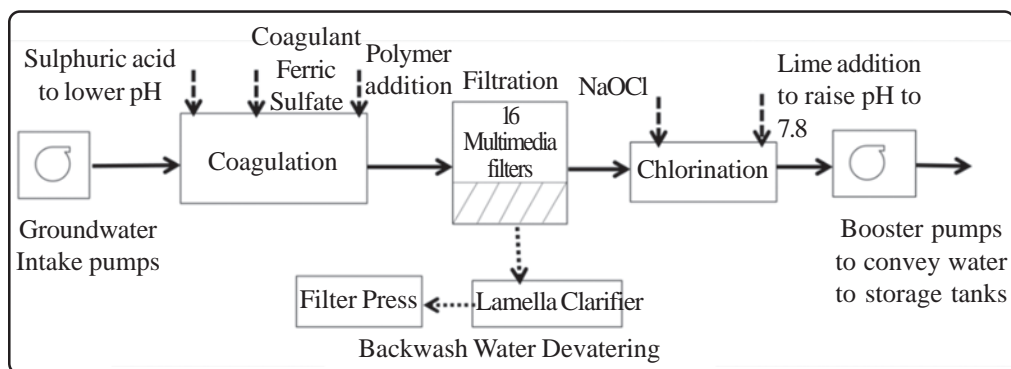 Sulphuric acid
to lower pH
Coagulant
Ferric
Sulfate
Polymer
addition
Coagulation
Groundwater
Intake pumps
Filtration
16
Multimedia
filters
NaOCl
Lime addition
to raise pH to
7.8
Chlorination
Booster pumps
to convey water
to storage tanks
Filter Press
Lamella Clarifier
Backwash Water Devatering